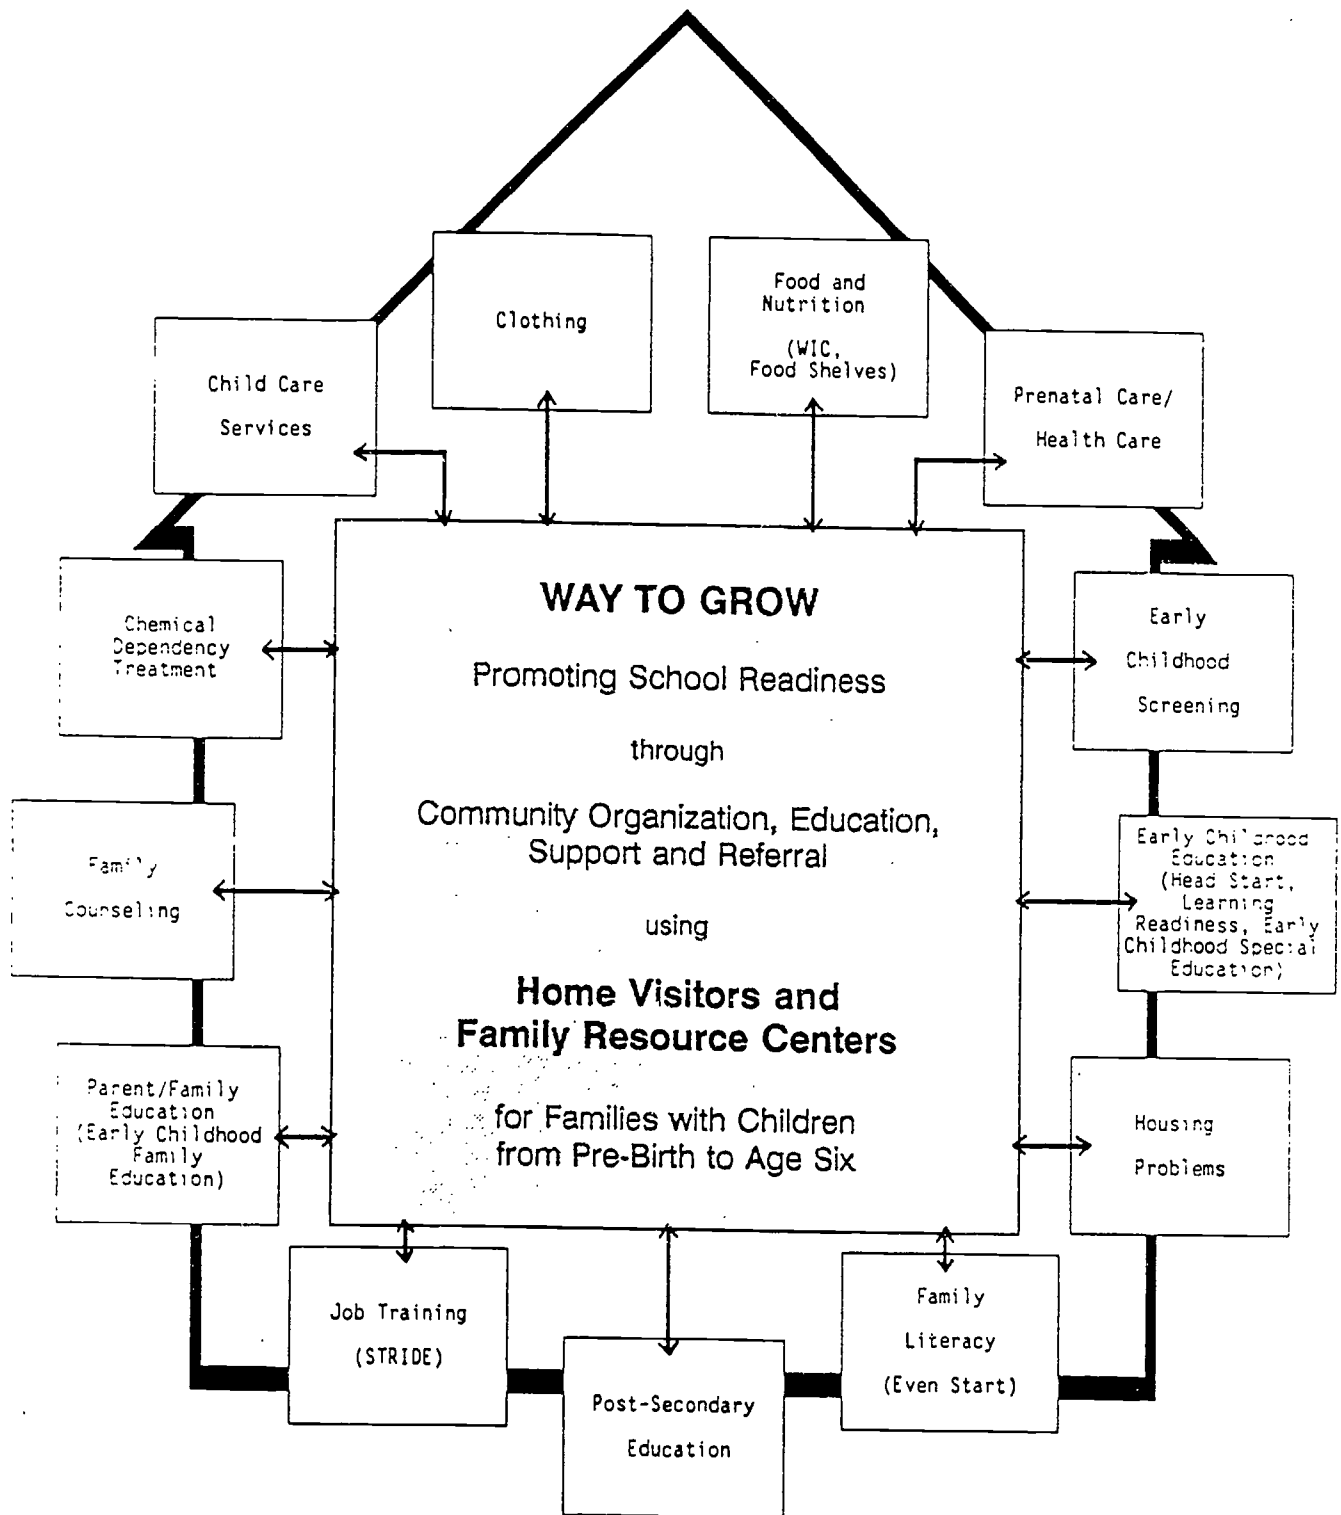 Clothing
Food and
Nutrition
(WIC,
Food Shelves)
Child Care
Services
Prenatal Care/
Health Care
WAY TO GROW
Promoting School Readiness
through
Community Organization, Education,
Support and Referral
using
Home Visitors and
Family Resource Centers
for Families with Children
from Pre-Birth to Age Six
Chemical
Dependency
Treatment
Early
Childhood
Screening
Family
Counseling
Early Childhood
Education
(Head Start,
Learning
Readiness, Early
Childhood Special
Education)
Parent/Family
Education
(Early Childhood
Family
Education)
Housing
Problems
Job Training
(STRIDE)
Post-Secondary
Education
Family
Literacy
(Even Start)